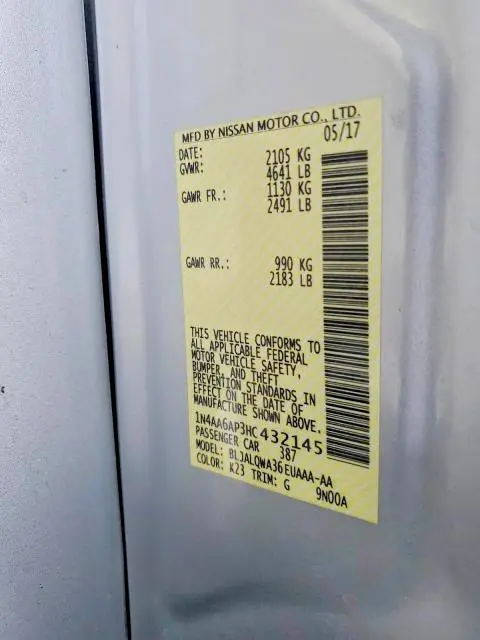 MFD BY NISSAN MOTOR CO., LTD.
DATE: 05/17
GVWR: 2105 KG
4641 LB
GAWR FR.: 1130 KG
2491 LB
GAWR RR.: 990 KG
2183 LB
THIS VEHICLE CONFORMS TO
ALL APPLICABLE FEDERAL
MOTOR VEHICLE SAFETY,
BUMPER, AND THEFT
PREVENTION STANDARDS IN
EFFECT ON THE DATE OF
MANUFACTURE SHOWN ABOVE.
1N4AA6AP3HC432145
PASSENGER CAR 387
MODEL: BLJALQWA36EUAAA-AA
COLOR: K23 TRIM: G 9N00A